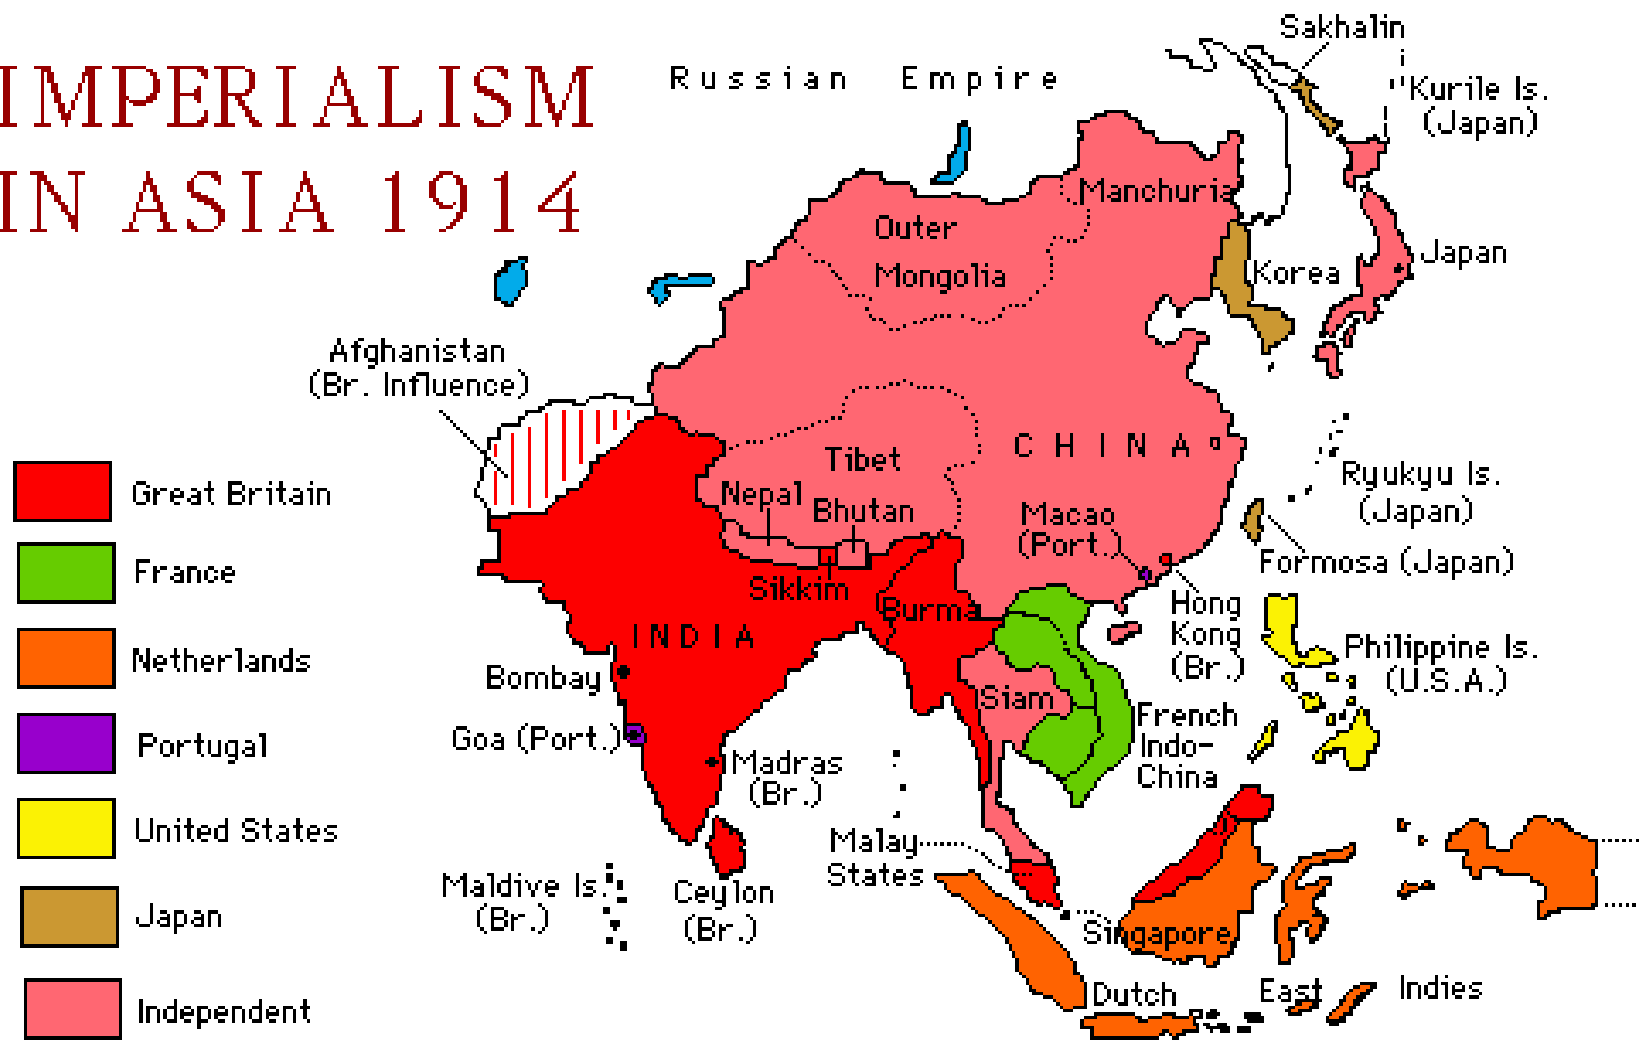 IMPERIALISM
IN ASIA 1914
Russian Empire
Sakhalin
Kurile Is.
(Japan)
Manchuria
Outer
Mongolia
Japan
Korea
Afghanistan
(Br. Influence)
CHINA
Tibet
Nepal
Bhutan
Sikkim
Macao
(Port.)
Ryukyu Is.
(Japan)
Formosa (Japan)
Burma
Hong
Kong
(Br.)
INDIA
Bombay
Goa (Port.)
Madras
(Br.)
Siam
French
Indo-
China
Philippine Is.
(U.S.A.)
Malay
States
Maldive Is.
(Br.)
Ceylon
(Br.)
Singapore
Dutch East Indies
Great Britain
France
Netherlands
Portugal
United States
Japan
Independent